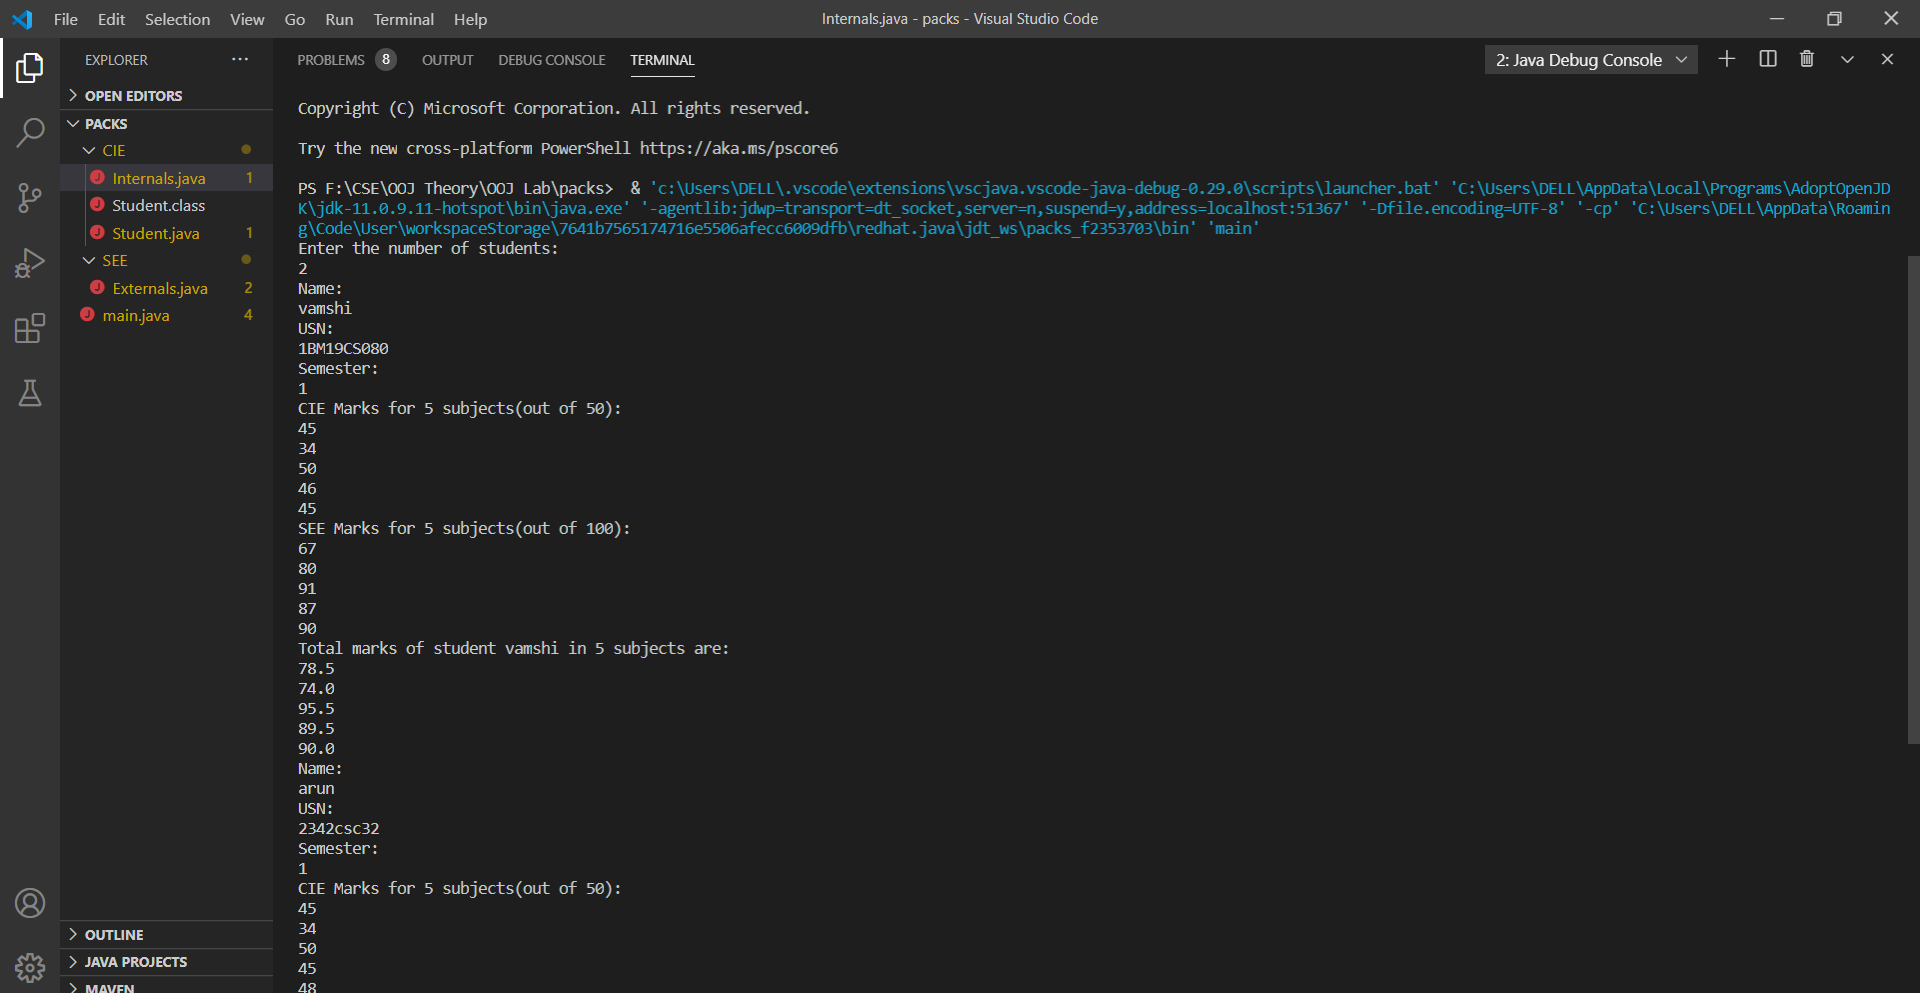 File Edit Selection View Go Run Terminal Help
Internals.java - packs - Visual Studio Code
EXPLORER
OPEN EDITORS
PACKS
CIE
Internals.java 1
Student.class
Student.java 1
SEE
Externals.java 2
main.java 4
OUTLINE
JAVA PROJECTS
MAVEN
PROBLEMS 8 OUTPUT DEBUG CONSOLE TERMINAL
2: Java Debug Console
Copyright (C) Microsoft Corporation. All rights reserved.
Try the new cross-platform PowerShell https://aka.ms/pscore6
PS F:\CSE\OOJ Theory\OOJ Lab\packs>  & 'c:\Users\DELL\.vscode\extensions\vscjava.vscode-java-debug-0.29.0\scripts\launcher.bat' 'C:\Users\DELL\AppData\Local\Programs\AdoptOpenJD
K\jdk-11.0.9.11-hotspot\bin\java.exe' '-agentlib:jdwp=transport=dt_socket,server=n,suspend=y,address=localhost:51367' '-Dfile.encoding=UTF-8' '-cp' 'C:\Users\DELL\AppData\Roamin
g\Code\User\workspaceStorage\7641b7565174716e5506afecc6009dfb\redhat.java\jdt_ws\packs_f2353703\bin' 'main'
Enter the number of students:
2
Name:
vamshi
USN:
1BM19CS080
Semester:
1
CIE Marks for 5 subjects(out of 50):
45
34
50
46
45
SEE Marks for 5 subjects(out of 100):
67
80
91
87
90
Total marks of student vamshi in 5 subjects are:
78.5
74.0
95.5
89.5
90.0
Name:
arun
USN:
2342csc32
Semester:
1
CIE Marks for 5 subjects(out of 50):
45
34
50
45
48